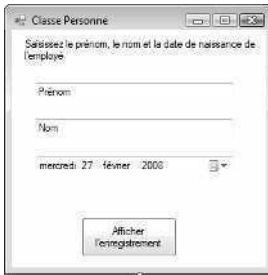 Classe Personne
Saisissez le prénom, le nom et la date de naissance de
l'employé
Prénom
Nom
mercredi 27 février 2008
Afficher
l'enregistrement